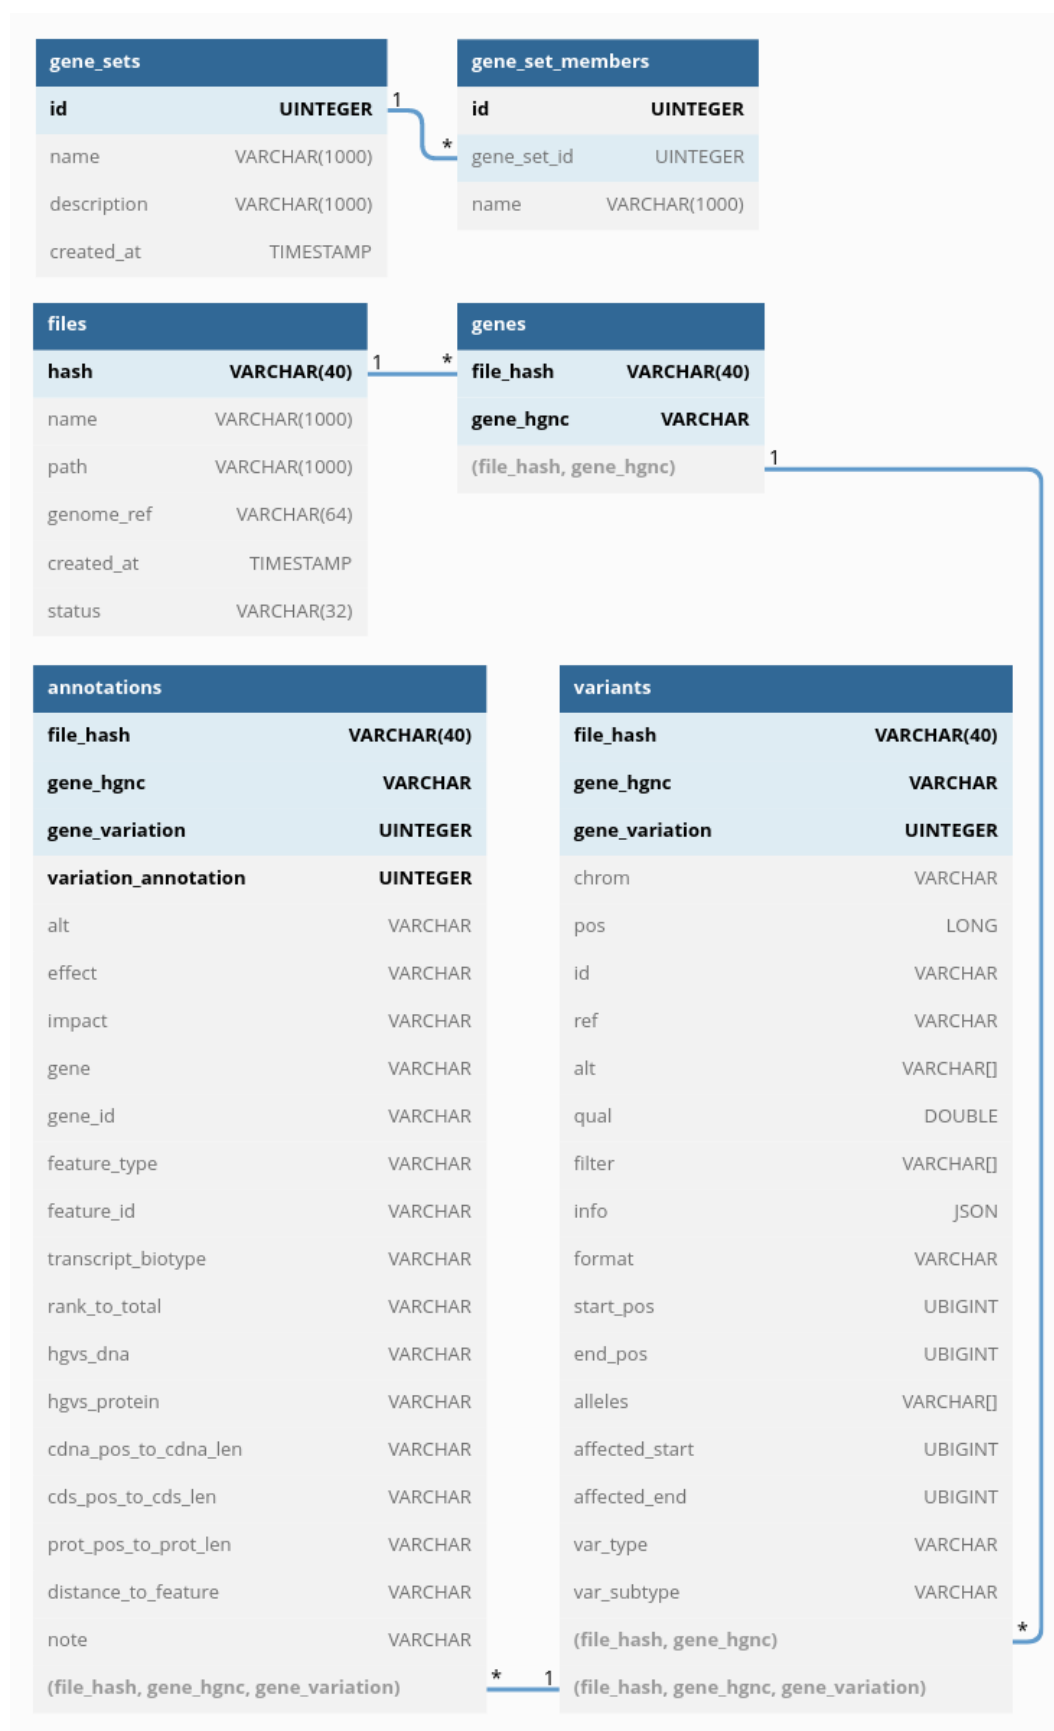 gene_sets
id UINTEGER
name VARCHAR(1000)
description VARCHAR(1000)
created_at TIMESTAMP
1
*
gene_set_members
id UINTEGER
gene_set_id UINTEGER
name VARCHAR(1000)
files
hash VARCHAR(40)
name VARCHAR(1000)
path VARCHAR(1000)
genome_ref VARCHAR(64)
created_at TIMESTAMP
status VARCHAR(32)
1
*
genes
file_hash VARCHAR(40)
gene_hgnc VARCHAR
(file_hash, gene_hgnc)
1
annotations
file_hash VARCHAR(40)
gene_hgnc VARCHAR
gene_variation UINTEGER
variation_annotation UINTEGER
alt VARCHAR
effect VARCHAR
impact VARCHAR
gene VARCHAR
gene_id VARCHAR
feature_type VARCHAR
feature_id VARCHAR
transcript_biotype VARCHAR
rank_to_total VARCHAR
hgvs_dna VARCHAR
hgvs_protein VARCHAR
cdna_pos_to_cdna_len VARCHAR
cds_pos_to_cds_len VARCHAR
prot_pos_to_prot_len VARCHAR
distance_to_feature VARCHAR
note VARCHAR
(file_hash, gene_hgnc, gene_variation)
*
1
variants
file_hash VARCHAR(40)
gene_hgnc VARCHAR
gene_variation UINTEGER
chrom VARCHAR
pos LONG
id VARCHAR
ref VARCHAR
alt VARCHAR[]
qual DOUBLE
filter VARCHAR[]
info JSON
format VARCHAR
start_pos UBIGINT
end_pos UBIGINT
alleles VARCHAR[]
affected_start UBIGINT
affected_end UBIGINT
var_type VARCHAR
var_subtype VARCHAR
(file_hash, gene_hgnc)
*
(file_hash, gene_hgnc, gene_variation)